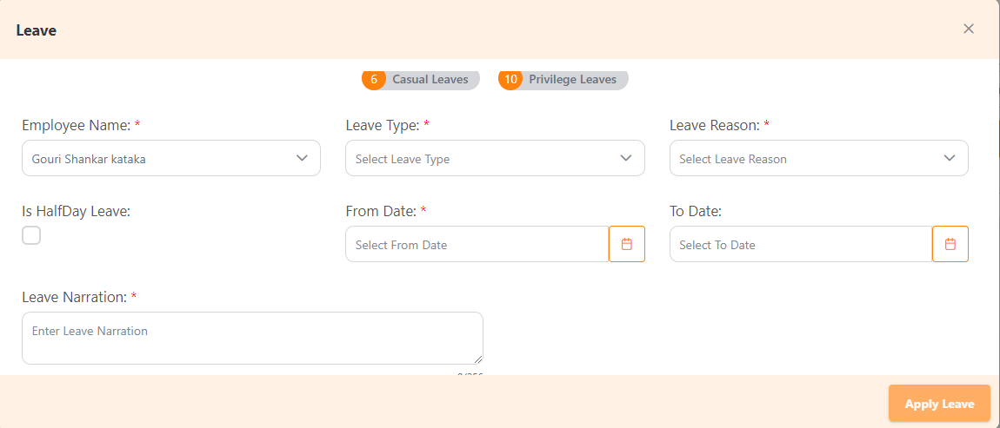 Leave
6 Casual Leaves 10 Privilege Leaves
Employee Name: * Leave Type: * Leave Reason: *
Gouri Shankar kataka Select Leave Type Select Leave Reason
Is HalfDay Leave: From Date: * To Date:
Select From Date Select To Date
Leave Narration: *
Enter Leave Narration
Apply Leave